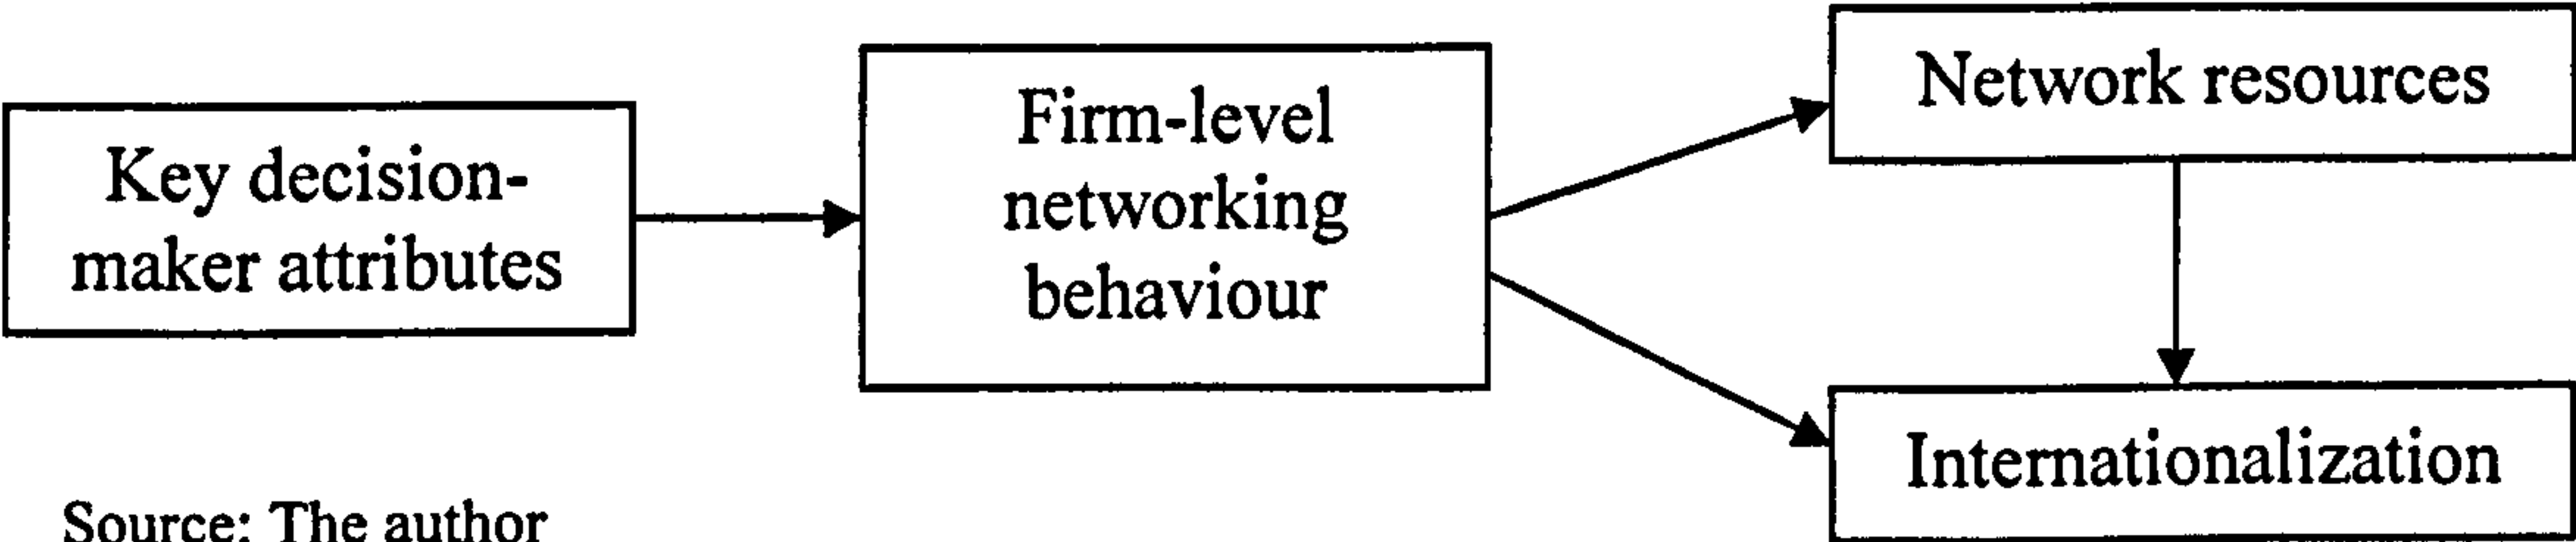 Key decision-
maker attributes
Firm-level
networking
behaviour
Network resources
Internationalization
Source: The author